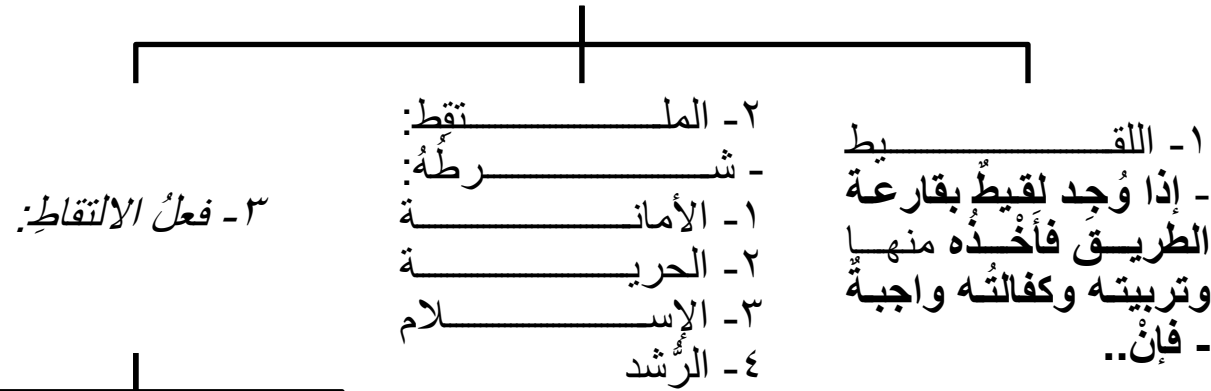 ١- اللقيط
- إذا وُجِد لقيطٌ بقارعة
الطريق فأَخْذُه منها
وتربيته وكفالتُه واجبةٌ
- فإنْ..
٢- الملتقِط:
- شرطُهُ:
١- الأمانة
٢- الحرية
٣- الإسلام
٤- الرُّشد
٣- فعلُ الالتقاطِ: